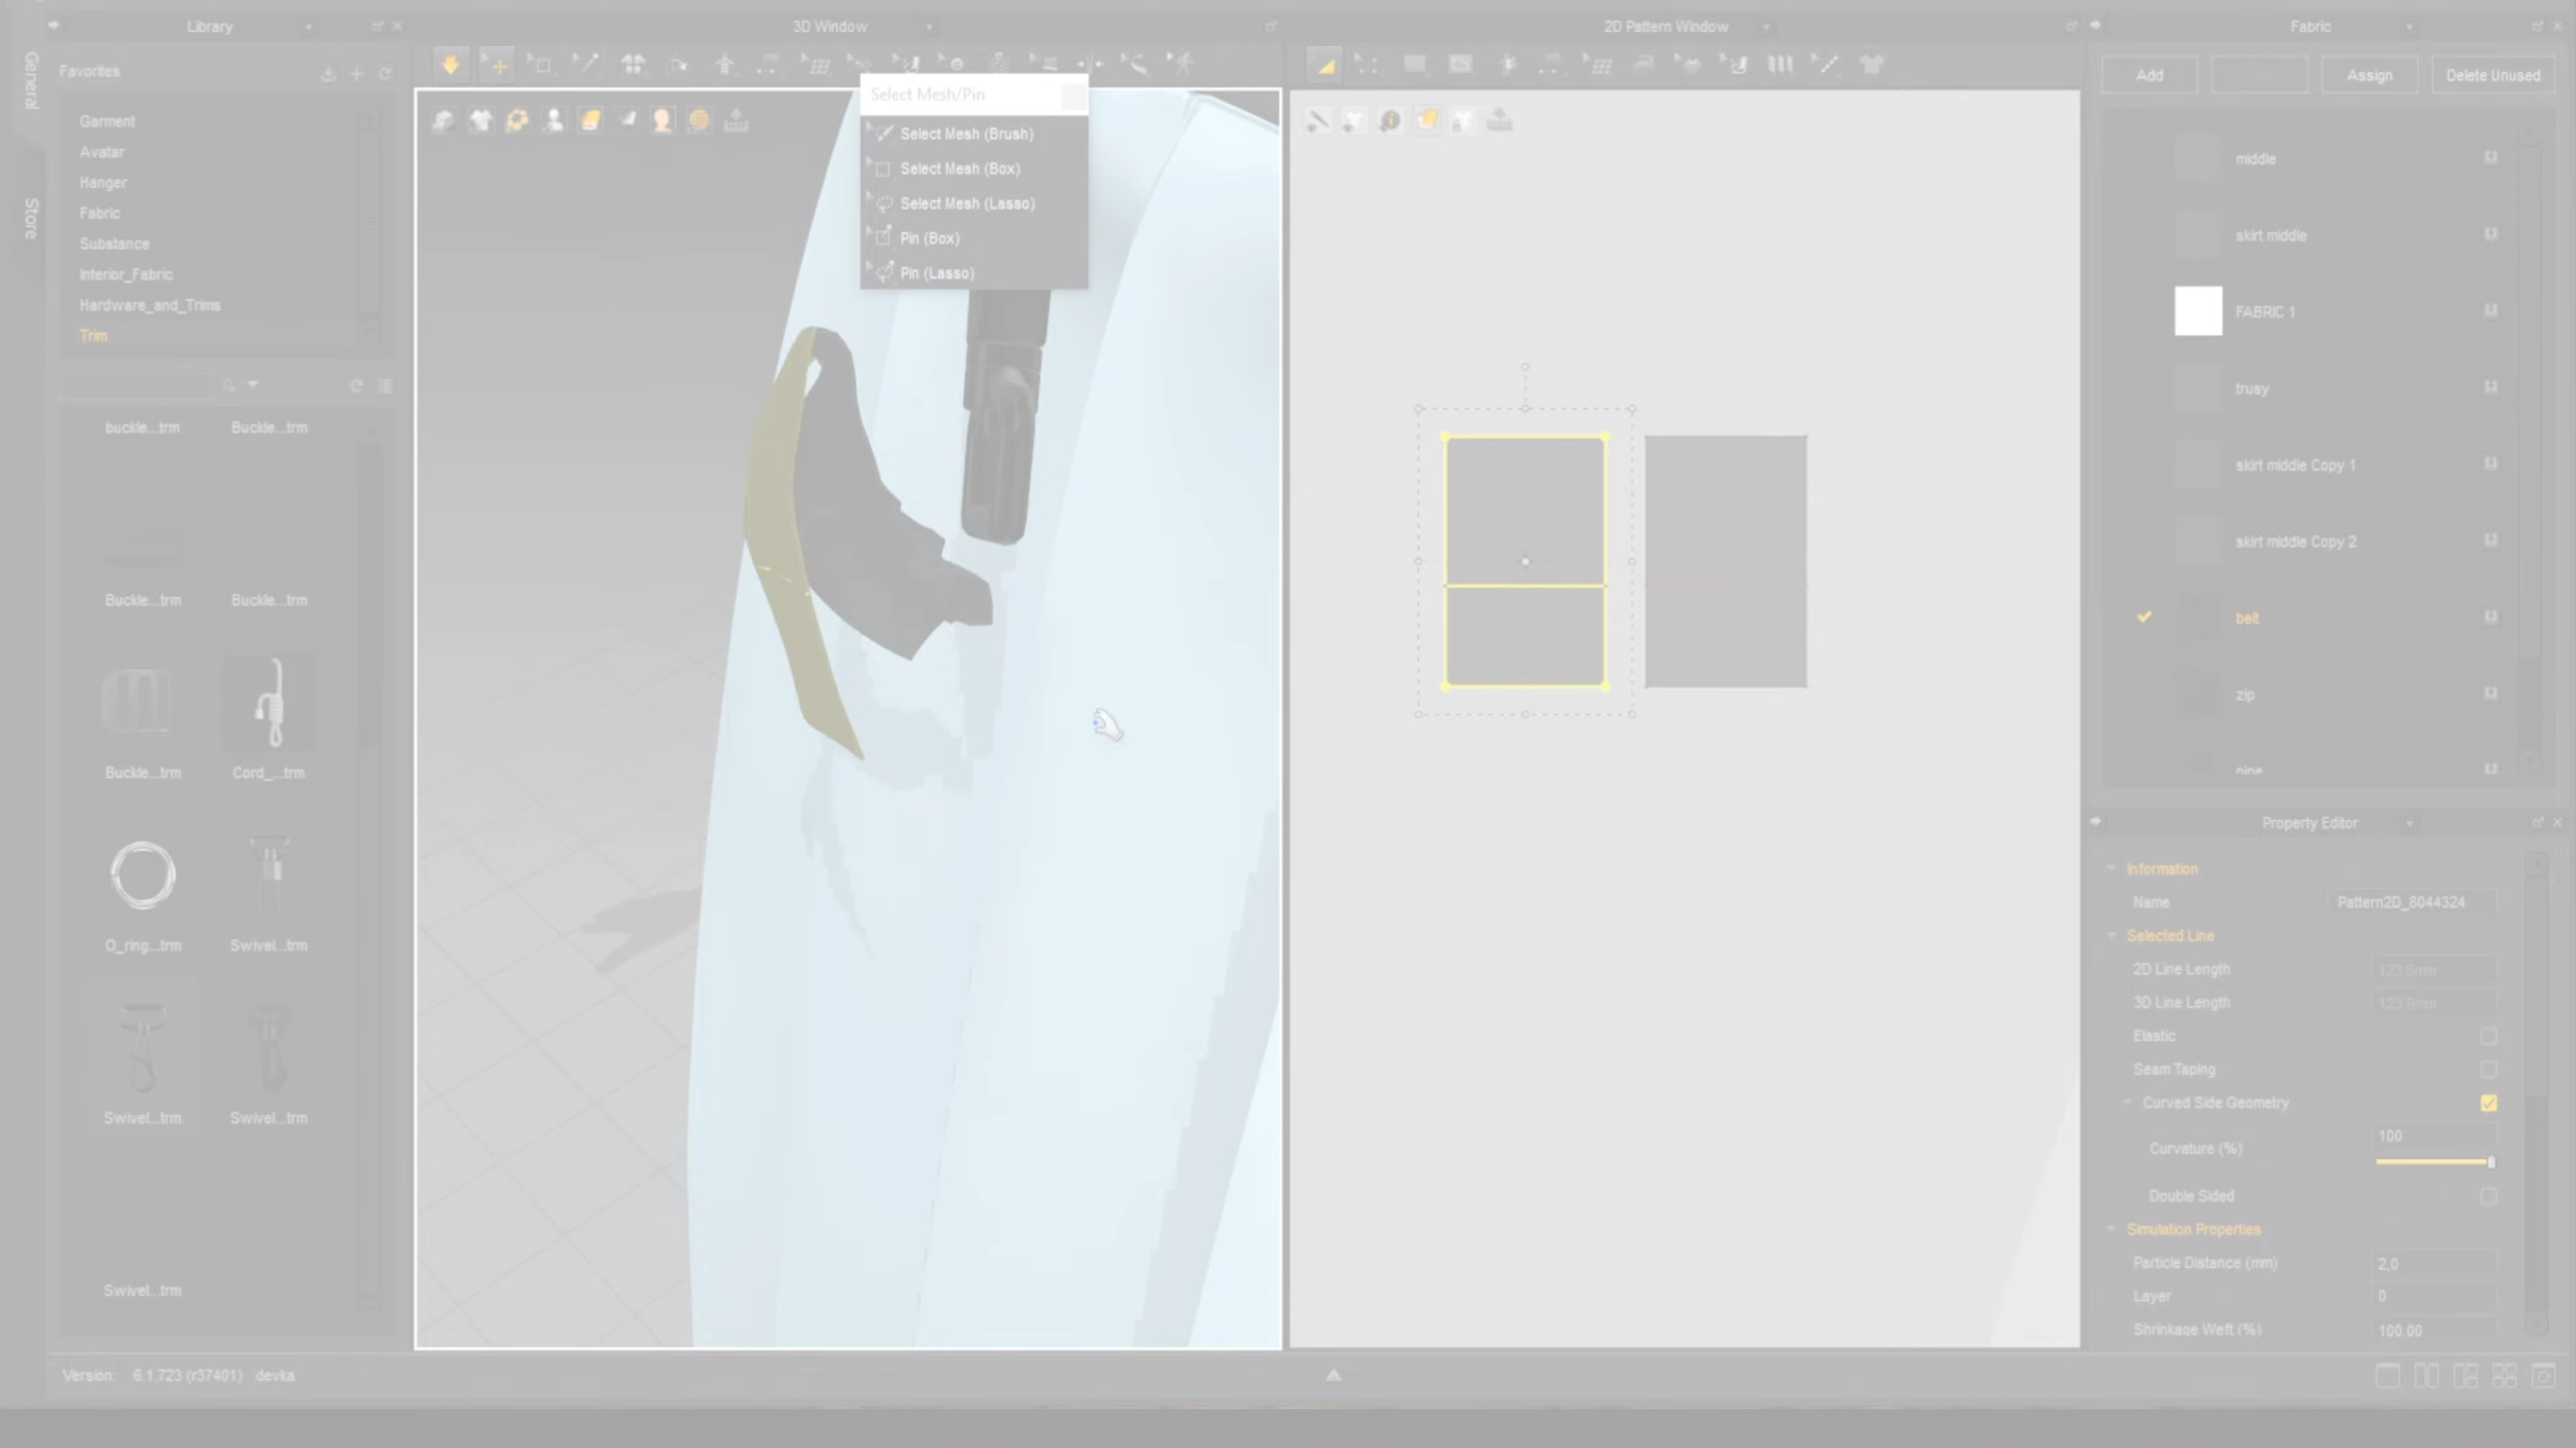 Library
3D Window
2D Pattern Window
Fabric
General
Store
Favorites
Garment
Avatar
Hanger
Fabric
Substance
Interior_Fabric
Hardware_and_Trims
Trim
buckle...trm
Buckle...trm
Buckle...trm
Buckle...trm
Buckle...trm
Cord_...trm
O_ring...trm
Swivel...trm
Swivel...trm
Swivel...trm
Swivel...trm
Select Mesh/Pin
Select Mesh (Brush)
Select Mesh (Box)
Select Mesh (Lasso)
Pin (Box)
Pin (Lasso)
Add
Assign
Delete Unused
middle
skirt middle
FABRIC 1
trusy
skirt middle Copy 1
skirt middle Copy 2
belt
zip
Property Editor
Information
Name
Pattern2D_8044324
Selected Line
2D Line Length
123,8mm
3D Line Length
123,9mm
Elastic
Seam Taping
Curved Side Geometry
Curvature (%)
100
Double Sided
Simulation Properties
Particle Distance (mm)
2,0
Layer
0
Shrinkage Weft (%)
100.00
Version: 6.1.723 (r37401) devka